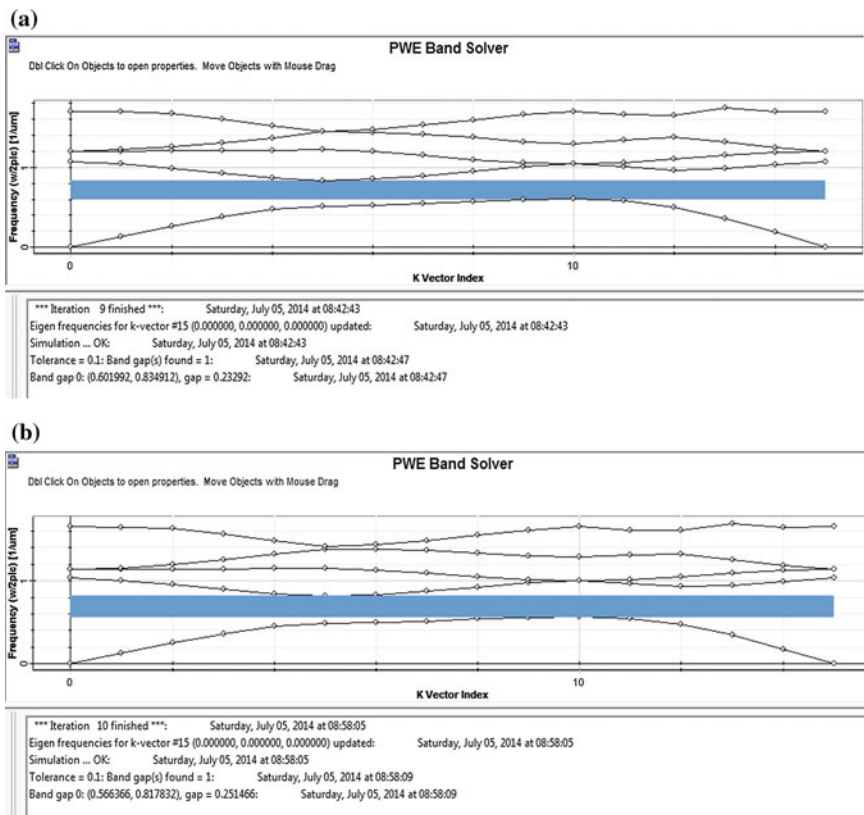 (a)
PWE Band Solver
Dbl Click On Objects to open properties. Move Objects with Mouse Drag
Frequency (w/2pic) [1/um]
1
0
0
10
K Vector Index
*** Iteration 9 finished ***: Saturday, July 05, 2014 at 08:42:43
Eigen frequencies for k-vector #15 (0.000000, 0.000000, 0.000000) updated: Saturday, July 05, 2014 at 08:42:43
Simulation ... OK: Saturday, July 05, 2014 at 08:42:43
Tolerance = 0.1: Band gap(s) found = 1: Saturday, July 05, 2014 at 08:42:47
Band gap 0: (0.601992, 0.834912), gap = 0.23292: Saturday, July 05, 2014 at 08:42:47
(b)
PWE Band Solver
Dbl Click On Objects to open properties. Move Objects with Mouse Drag
Frequency (w/2pic) [1/um]
1
0
0
10
K Vector Index
*** Iteration 10 finished ***: Saturday, July 05, 2014 at 08:58:05
Eigen frequencies for k-vector #15 (0.000000, 0.000000, 0.000000) updated: Saturday, July 05, 2014 at 08:58:05
Simulation ... OK: Saturday, July 05, 2014 at 08:58:05
Tolerance = 0.1: Band gap(s) found = 1: Saturday, July 05, 2014 at 08:58:09
Band gap 0: (0.566366, 0.817832), gap = 0.251466: Saturday, July 05, 2014 at 08:58:09